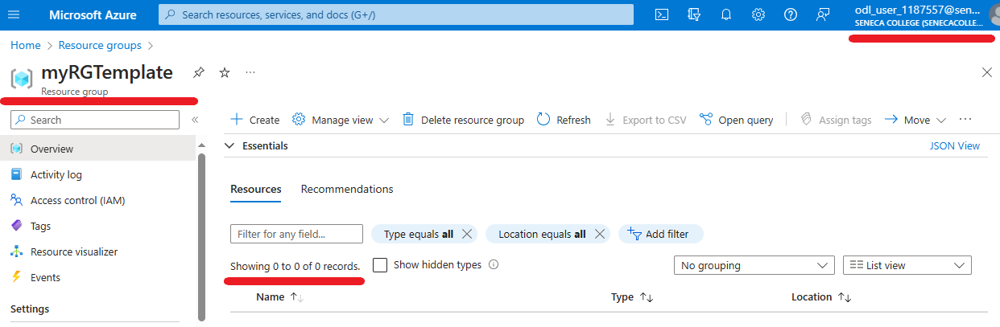 Microsoft Azure
Search resources, services, and docs (G+/)
odl_user_1187557@sen...
SENECA COLLEGE (SENECACOLLE...
Home > Resource groups >
myRGTemplate
Resource group
Search
Create
Manage view
Delete resource group
Refresh
Export to CSV
Open query
Assign tags
Move
Overview
Activity log
Access control (IAM)
Tags
Resource visualizer
Events
Settings
Essentials
JSON View
Resources
Recommendations
Filter for any field...
Type equals all
Location equals all
Add filter
Showing 0 to 0 of 0 records.
Show hidden types
No grouping
List view
Name
Type
Location